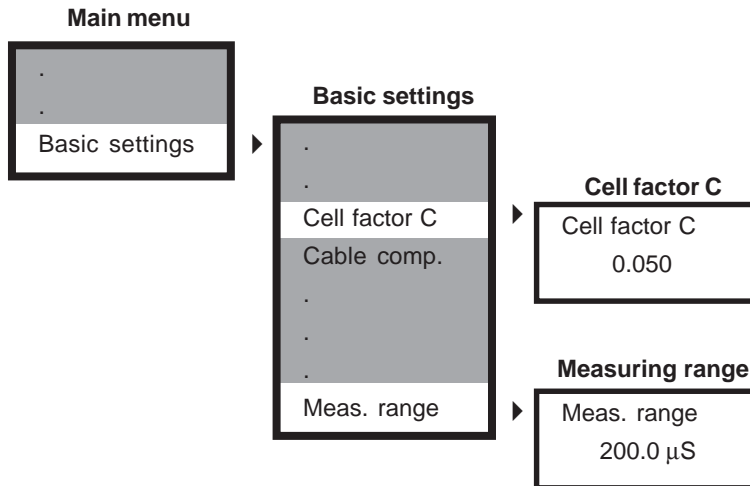 Main menu
.
.
Basic settings
Basic settings
.
.
Cell factor C
Cable comp.
.
.
.
Meas. range
Cell factor C
Cell factor C
0.050
Measuring range
Meas. range
200.0 µS